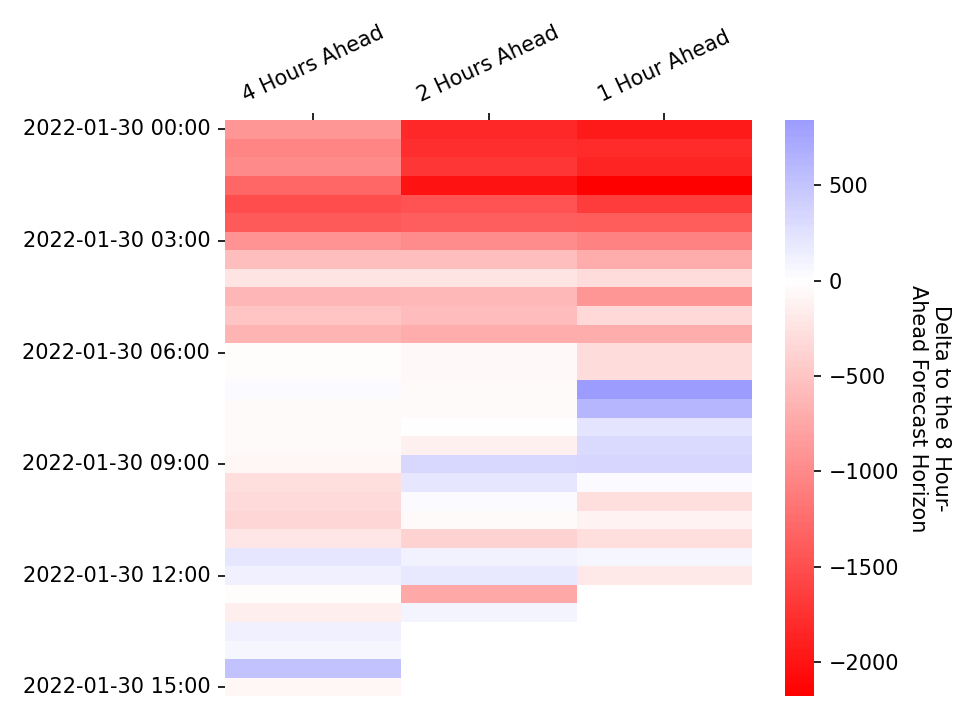 4 Hours Ahead
2 Hours Ahead
1 Hour Ahead
2022-01-30 00:00
2022-01-30 03:00
2022-01-30 06:00
2022-01-30 09:00
2022-01-30 12:00
2022-01-30 15:00
500
0
−500
−1000
−1500
−2000
Delta to the 8 Hour-
Ahead Forecast Horizon